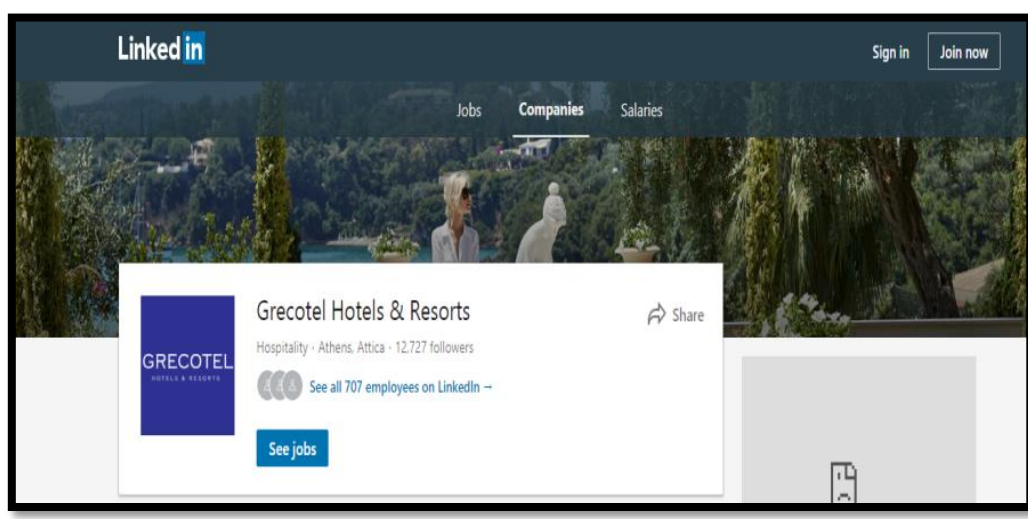 Linked in
Sign in Join now
Jobs Companies Salaries
GRECOTEL
HOTELS & RESORTS
Grecotel Hotels & Resorts
Share
Hospitality · Athens, Attica · 12,727 followers
See all 707 employees on LinkedIn →
See jobs